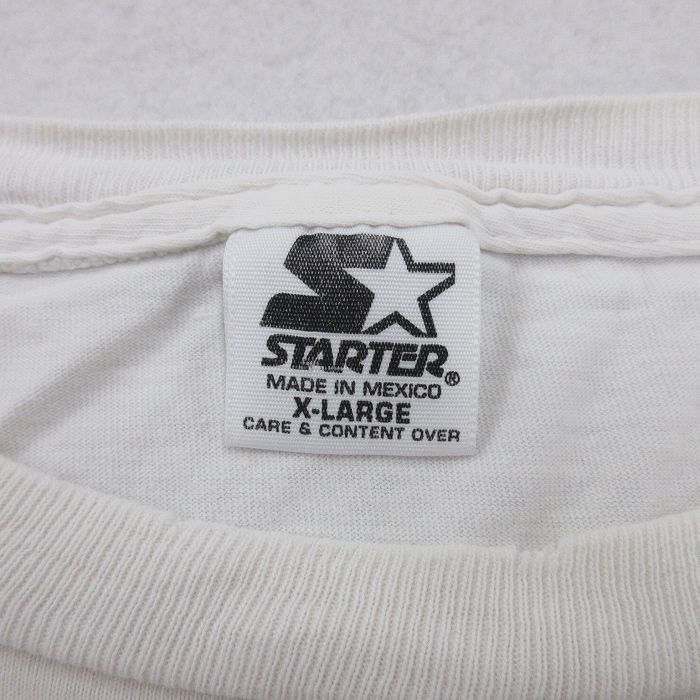 STARTER®
MADE IN MEXICO
X-LARGE
CARE & CONTENT OVER